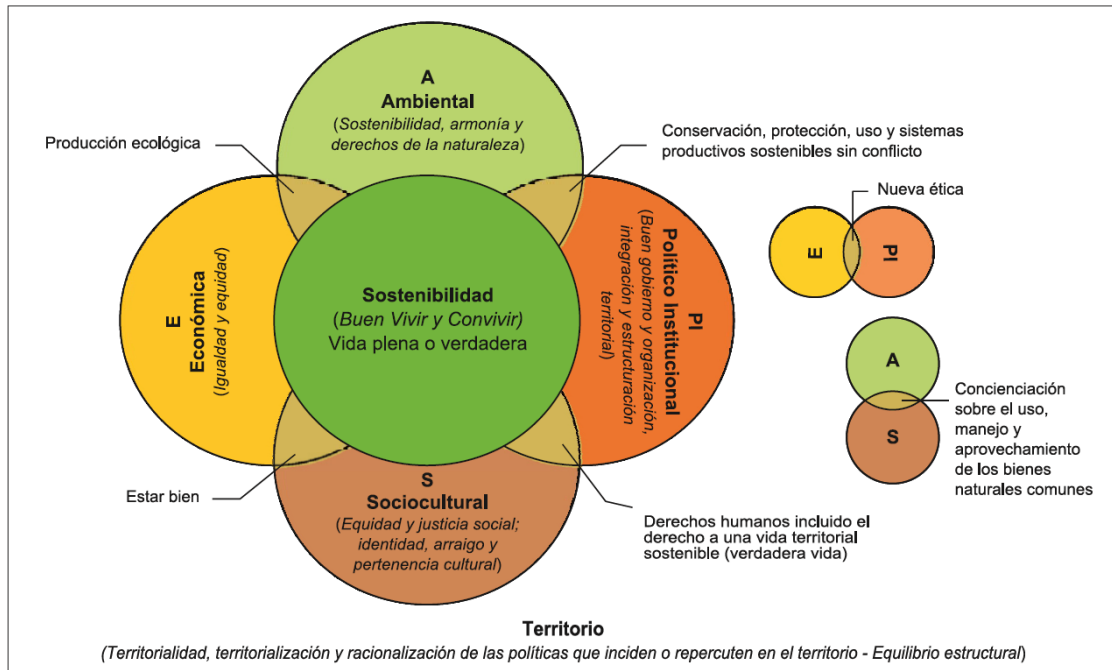 A
Ambiental
(Sostenibilidad, armonía y
derechos de la naturaleza)
Producción ecológica
Conservación, protección, uso y sistemas
productivos sostenibles sin conflicto
E
Económica
(Igualdad y equidad)
Sostenibilidad
(Buen Vivir y Convivir)
Vida plena o verdadera
PI
Político Institucional
(Buen gobierno y organización,
integración y estructuración
territorial)
Nueva ética
E
PI
A
S
Concienciación
sobre el uso,
manejo y
aprovechamiento
de los bienes
naturales comunes
Estar bien
S
Sociocultural
(Equidad y justicia social;
identidad, arraigo y
pertenencia cultural)
Derechos humanos incluido el
derecho a una vida territorial
sostenible (verdadera vida)
Territorio
(Territorialidad, territorialización y racionalización de las políticas que inciden o repercuten en el territorio - Equilibrio estructural)